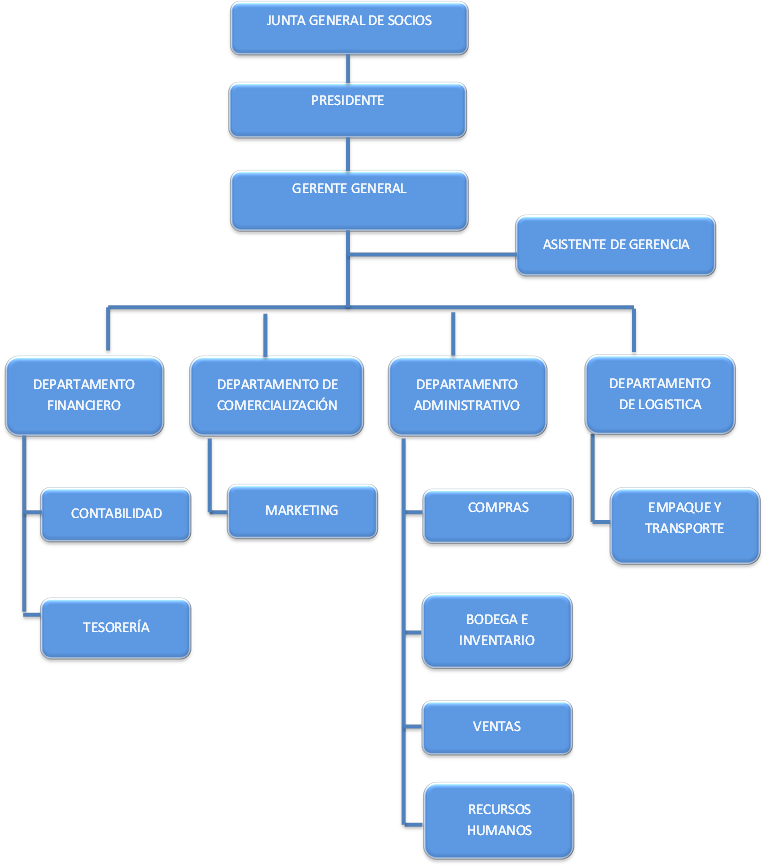 JUNTA GENERAL DE SOCIOS
PRESIDENTE
GERENTE GENERAL
ASISTENTE DE GERENCIA
DEPARTAMENTO
FINANCIERO
DEPARTAMENTO DE
COMERCIALIZACIÓN
DEPARTAMENTO
ADMINISTRATIVO
DEPARTAMENTO
DE LOGISTICA
CONTABILIDAD
TESORERÍA
MARKETING
COMPRAS
BODEGA E
INVENTARIO
VENTAS
RECURSOS
HUMANOS
EMPAQUE Y
TRANSPORTE